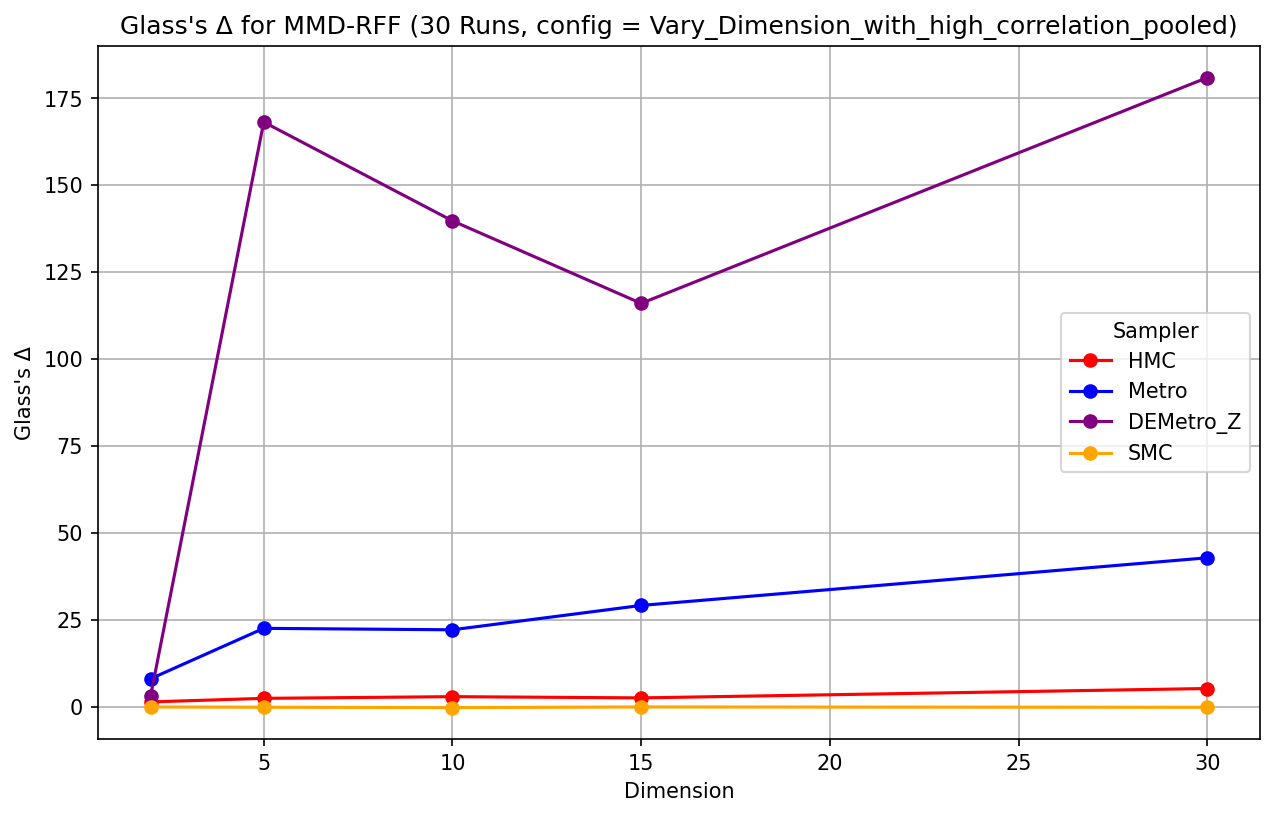 Glass's Δ for MMD-RFF (30 Runs, config = Vary_Dimension_with_high_correlation_pooled)
175
150
125
100
75
50
25
0
Glass's Δ
Sampler
HMC
Metro
DEMetro_Z
SMC
5
10
15
20
25
30
Dimension